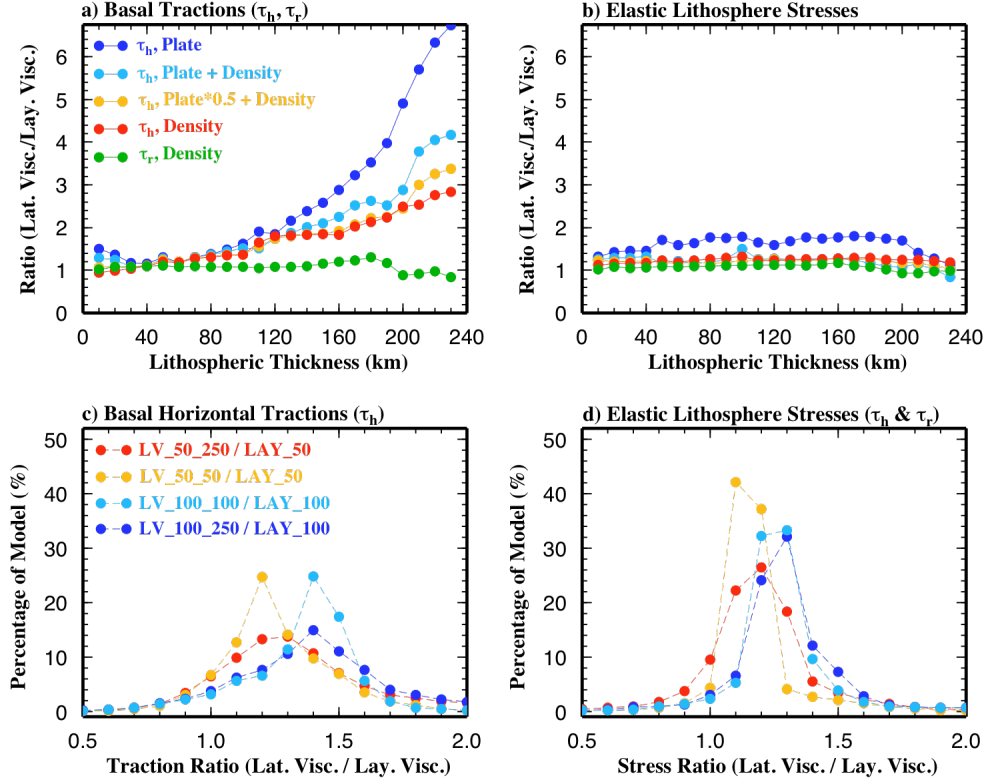 a) Basal Tractions (τh, τr)
Ratio (Lat. Visc./Lay. Visc.)
6
5
4
3
2
1
0
τh, Plate
τh, Plate + Density
τh, Plate*0.5 + Density
τh, Density
τr, Density
0 40 80 120 160 200 240
Lithospheric Thickness (km)
b) Elastic Lithosphere Stresses
Ratio (Lat. Visc./Lay. Visc.)
6
5
4
3
2
1
0
0 40 80 120 160 200 240
Lithospheric Thickness (km)
c) Basal Horizontal Tractions (τh)
Percentage of Model (%)
50
40
30
20
10
0
LV_50_250 / LAY_50
LV_50_50 / LAY_50
LV_100_100 / LAY_100
LV_100_250 / LAY_100
0.5 1.0 1.5 2.0
Traction Ratio (Lat. Visc. / Lay. Visc.)
d) Elastic Lithosphere Stresses (τh & τr)
Percentage of Model (%)
50
40
30
20
10
0
0.5 1.0 1.5 2.0
Stress Ratio (Lat. Visc. / Lay. Visc.)